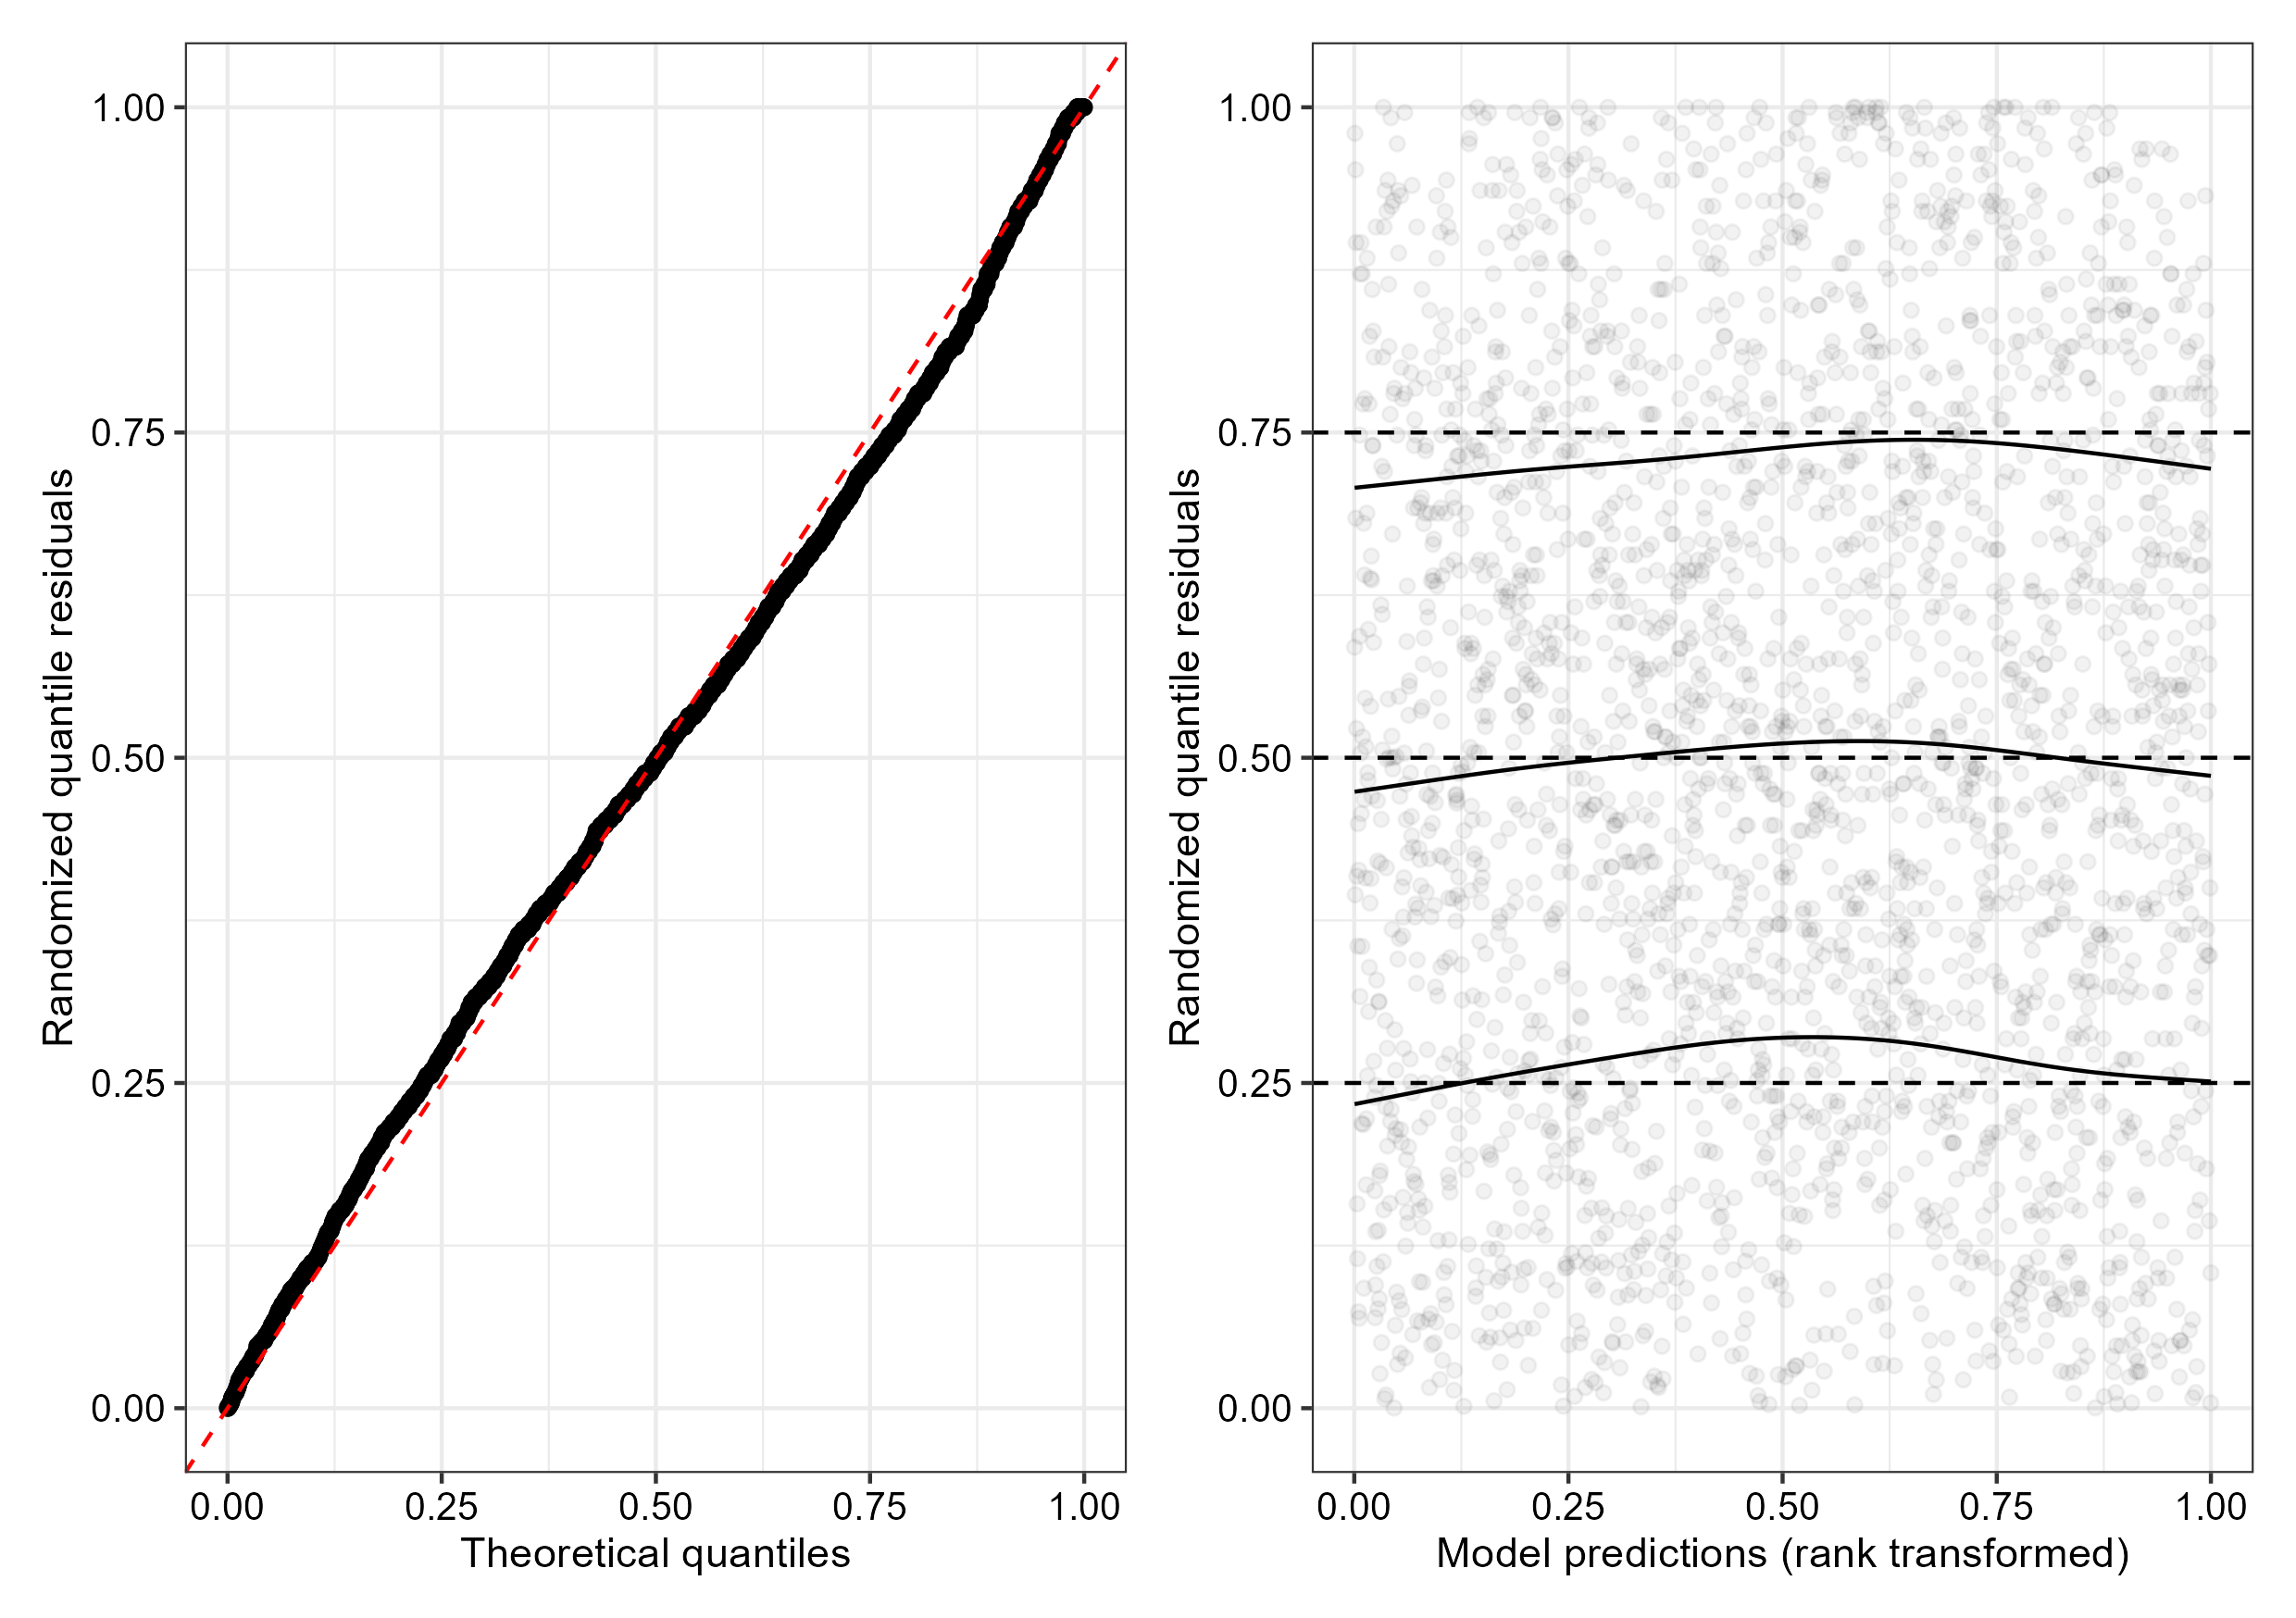 Randomized quantile residuals
1.00
0.75
0.50
0.25
0.00
0.00 0.25 0.50 0.75 1.00
Theoretical quantiles
Randomized quantile residuals
1.00
0.75
0.50
0.25
0.00
0.00 0.25 0.50 0.75 1.00
Model predictions (rank transformed)